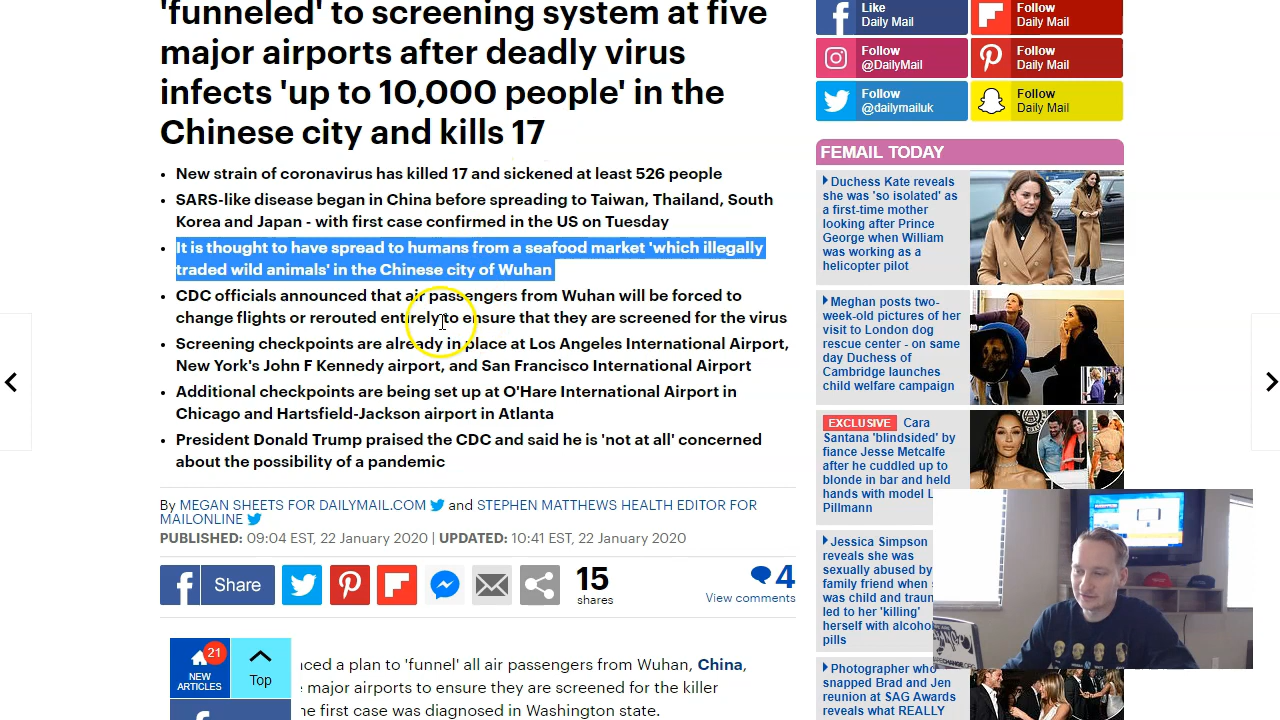 'funneled' to screening system at five
major airports after deadly virus
infects 'up to 10,000 people' in the
Chinese city and kills 17
New strain of coronavirus has killed 17 and sickened at least 526 people
SARS-like disease began in China before spreading to Taiwan, Thailand, South
Korea and Japan - with first case confirmed in the US on Tuesday
It is thought to have spread to humans from a seafood market 'which illegally
traded wild animals' in the Chinese city of Wuhan
CDC officials announced that air passengers from Wuhan will be forced to
change flights or rerouted entirely to ensure that they are screened for the virus
Screening checkpoints are already in place at Los Angeles International Airport,
New York's John F Kennedy airport, and San Francisco International Airport
Additional checkpoints are being set up at O'Hare International Airport in
Chicago and Hartsfield-Jackson airport in Atlanta
President Donald Trump praised the CDC and said he is 'not at all' concerned
about the possibility of a pandemic
By MEGAN SHEETS FOR DAILYMAIL.COM and STEPHEN MATTHEWS HEALTH EDITOR FOR
MAILONLINE
PUBLISHED: 09:04 EST, 22 January 2020 | UPDATED: 10:41 EST, 22 January 2020
Share
15
shares
4
View comments
21
NEW
ARTICLES
Top
a plan to 'funnel' all air passengers from Wuhan, China,
major airports to ensure they are screened for the killer
first case was diagnosed in Washington state.
Like
Daily Mail
Follow
Daily Mail
Follow
@DailyMail
Follow
Daily Mail
Follow
@dailymailuk
Follow
Daily Mail
FEMAIL TODAY
Duchess Kate reveals
she was 'so isolated' as
a first-time mother
looking after Prince
George when William
was working as a
helicopter pilot
Meghan posts two-
week-old pictures of
her visit to London dog
rescue center - on same
day Duchess of
Cambridge launches
child welfare campaign
EXCLUSIVE Cara
Santana 'blindsided' by
fiance Jesse Metcalfe
after he cuddled up to
blonde in bar and held
hands with model L
Pillmann
Jessica Simpson
reveals she was
sexually abused by
family friend when
was child and
led to her 'killing'
herself with
pills
Photographer who
snapped Brad and Jen
reunion at SAG Awards
reveals what REALLY